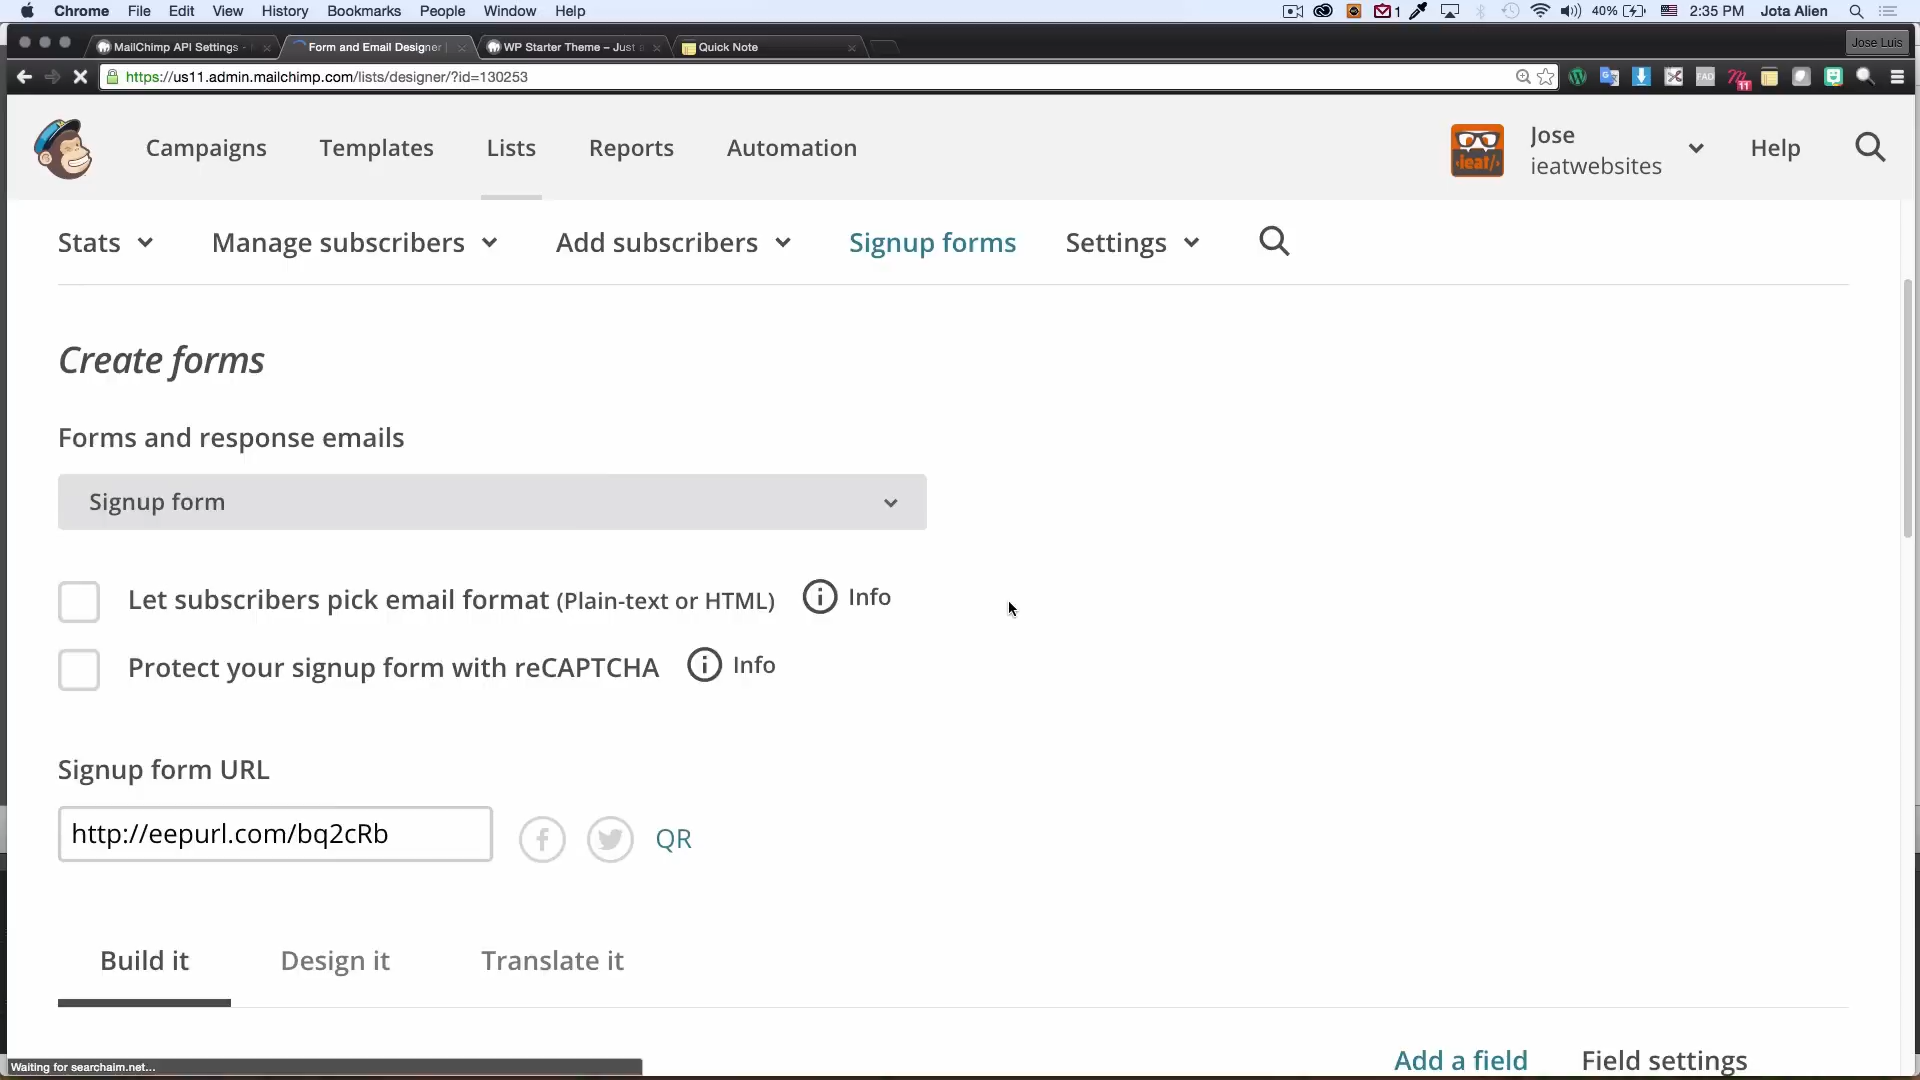 Chrome File Edit View History Bookmarks People Window Help 1 40% 2:35 PM Jota Alien
MailChimp API Settings - Form and Email Designer | WP Starter Theme – Just Quick Note Jose Luis
https://us11.admin.mailchimp.com/lists/designer/?id=130253 FAD 11
Campaigns Templates Lists Reports Automation ieat/> Jose Help
ieatwebsites
Stats Manage subscribers Add subscribers Signup forms Settings
Create forms
Forms and response emails
Signup form
Let subscribers pick email format (Plain-text or HTML) Info
Protect your signup form with reCAPTCHA Info
Signup form URL
http://eepurl.com/bq2cRb QR
Build it Design it Translate it
Add a field Field settings
Waiting for searchaim.net...